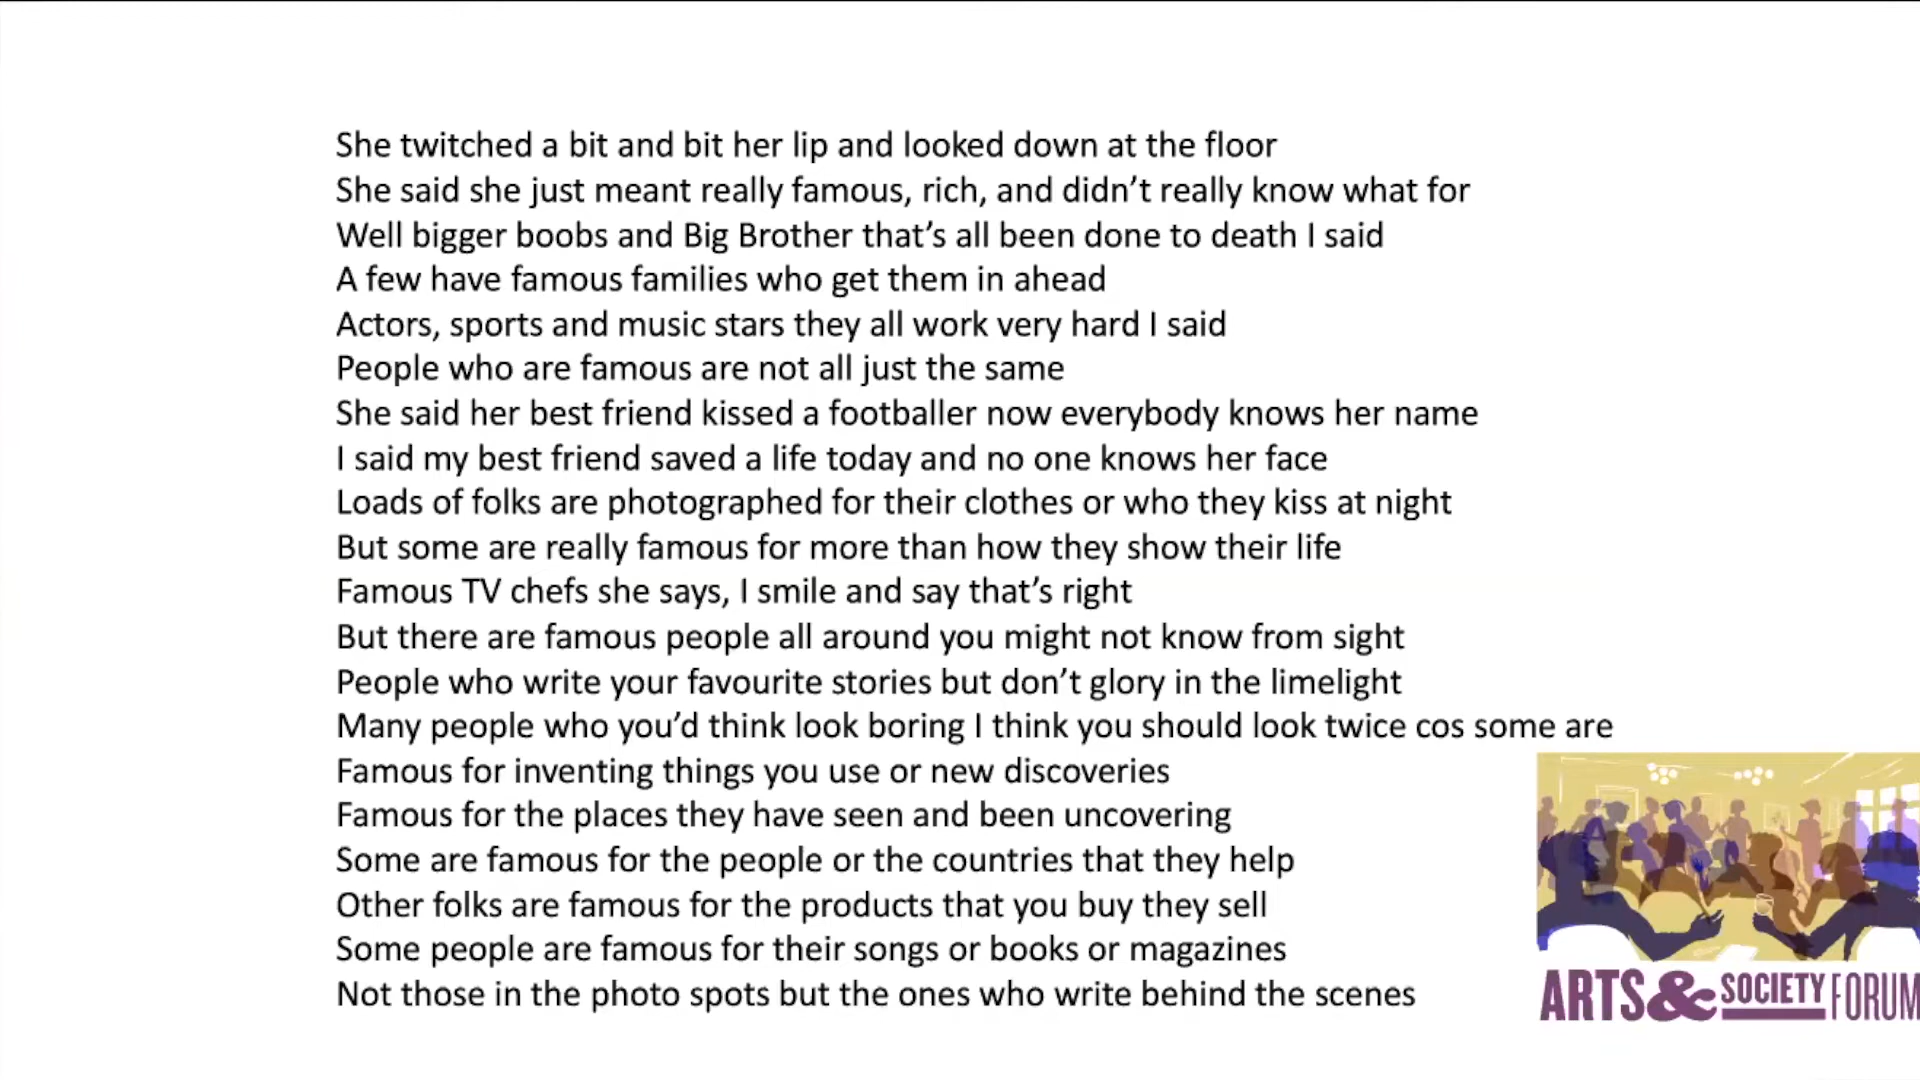 She twitched a bit and bit her lip and looked down at the floor
She said she just meant really famous, rich, and didn’t really know what for
Well bigger boobs and Big Brother that’s all been done to death I said
A few have famous families who get them in ahead
Actors, sports and music stars they all work very hard I said
People who are famous are not all just the same
She said her best friend kissed a footballer now everybody knows her name
I said my best friend saved a life today and no one knows her face
Loads of folks are photographed for their clothes or who they kiss at night
But some are really famous for more than how they show their life
Famous TV chefs she says, I smile and say that’s right
But there are famous people all around you might not know from sight
People who write your favourite stories but don’t glory in the limelight
Many people who you’d think look boring I think you should look twice cos some are
Famous for inventing things you use or new discoveries
Famous for the places they have seen and been uncovering
Some are famous for the people or the countries that they help
Other folks are famous for the products that you buy they sell
Some people are famous for their songs or books or magazines
Not those in the photo spots but the ones who write behind the scenes
ARTS & SOCIETY FORUM